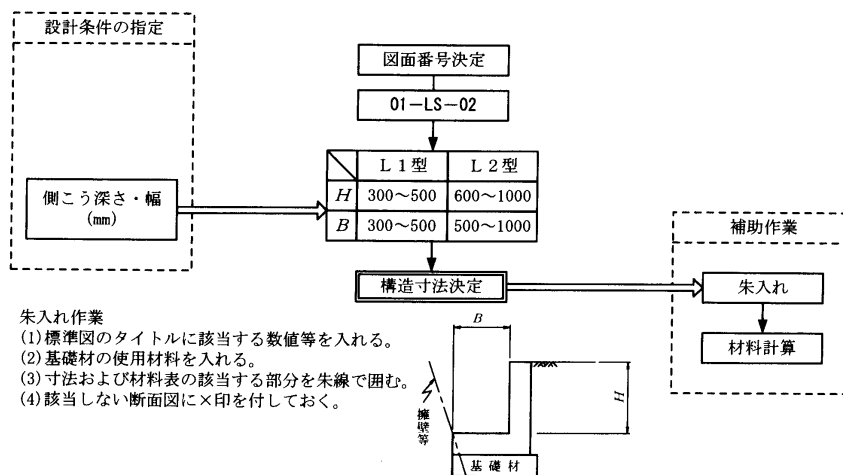 設計条件の指定
図面番号決定
01-LS-02
L1型 L2型
H 300〜500 600〜1000
B 300〜500 500〜1000
側こう深さ・幅
(mm)
構造寸法決定
補助作業
朱入れ
材料計算
朱入れ作業
(1)標準図のタイトルに該当する数値等を入れる。
(2)基礎材の使用材料を入れる。
(3)寸法および材料表の該当する部分を朱線で囲む。
(4)該当しない断面図に×印を付しておく。
B
H
擁壁等
基礎材